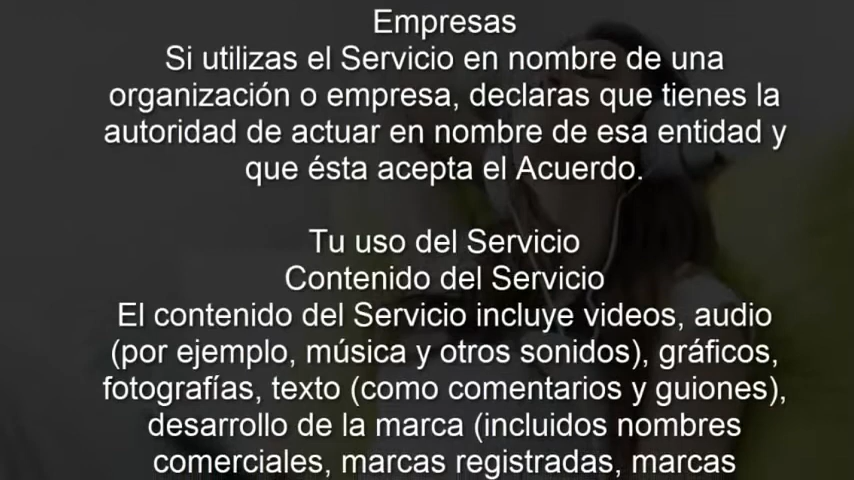 Empresas
Si utilizas el Servicio en nombre de una
organización o empresa, declaras que tienes la
autoridad de actuar en nombre de esa entidad y
que ésta acepta el Acuerdo.
Tu uso del Servicio
Contenido del Servicio
El contenido del Servicio incluye videos, audio
(por ejemplo, música y otros sonidos), gráficos,
fotografías, texto (como comentarios y guiones),
desarrollo de la marca (incluidos nombres
comerciales, marcas registradas, marcas